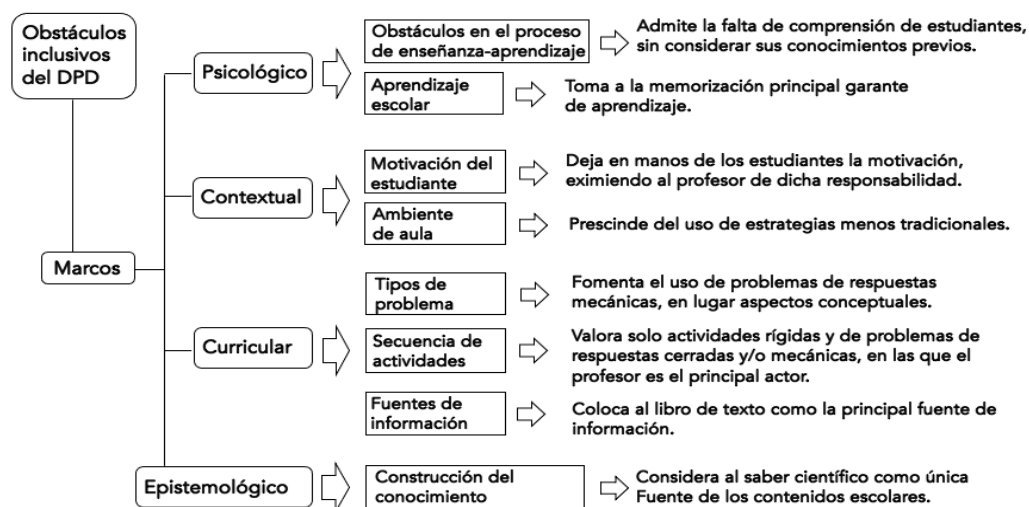 Obstáculos
inclusivos
del DPD
Marcos
Psicológico
Obstáculos en el proceso
de enseñanza-aprendizaje
Admite la falta de comprensión de estudiantes,
sin considerar sus conocimientos previos.
Aprendizaje
escolar
Toma a la memorización principal garante
de aprendizaje.
Contextual
Motivación del
estudiante
Deja en manos de los estudiantes la motivación,
eximiendo al profesor de dicha responsabilidad.
Ambiente
de aula
Prescinde del uso de estrategias menos tradicionales.
Curricular
Tipos de
problema
Fomenta el uso de problemas de respuestas
mecánicas, en lugar aspectos conceptuales.
Secuencia de
actividades
Valora solo actividades rígidas y de problemas de
respuestas cerradas y/o mecánicas, en las que el
profesor es el principal actor.
Fuentes de
información
Coloca al libro de texto como la principal fuente de
información.
Epistemológico
Construcción del
conocimiento
Considera al saber científico como única
Fuente de los contenidos escolares.